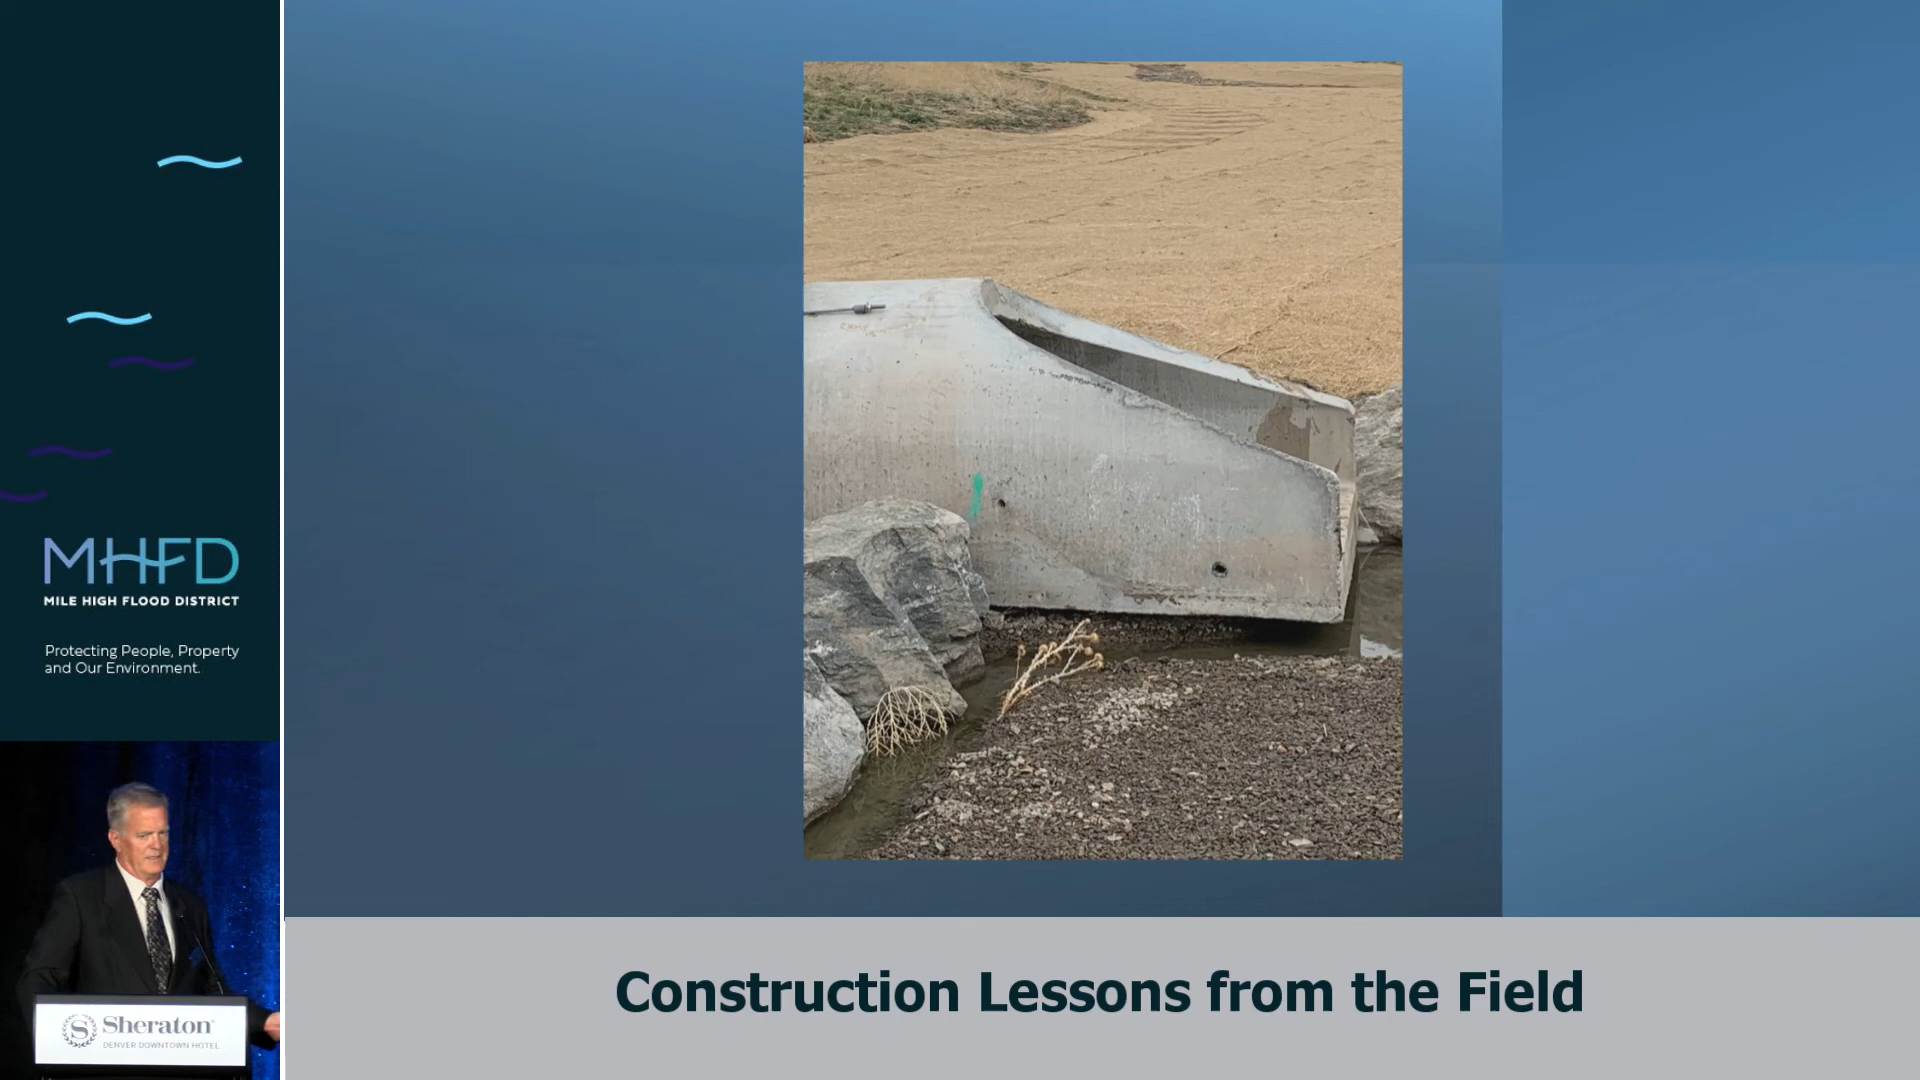 MHFD
MILE HIGH FLOOD DISTRICT
Protecting People, Property
and Our Environment.
S Sheraton
DENVER DOWNTOWN HOTEL
Construction Lessons from the Field